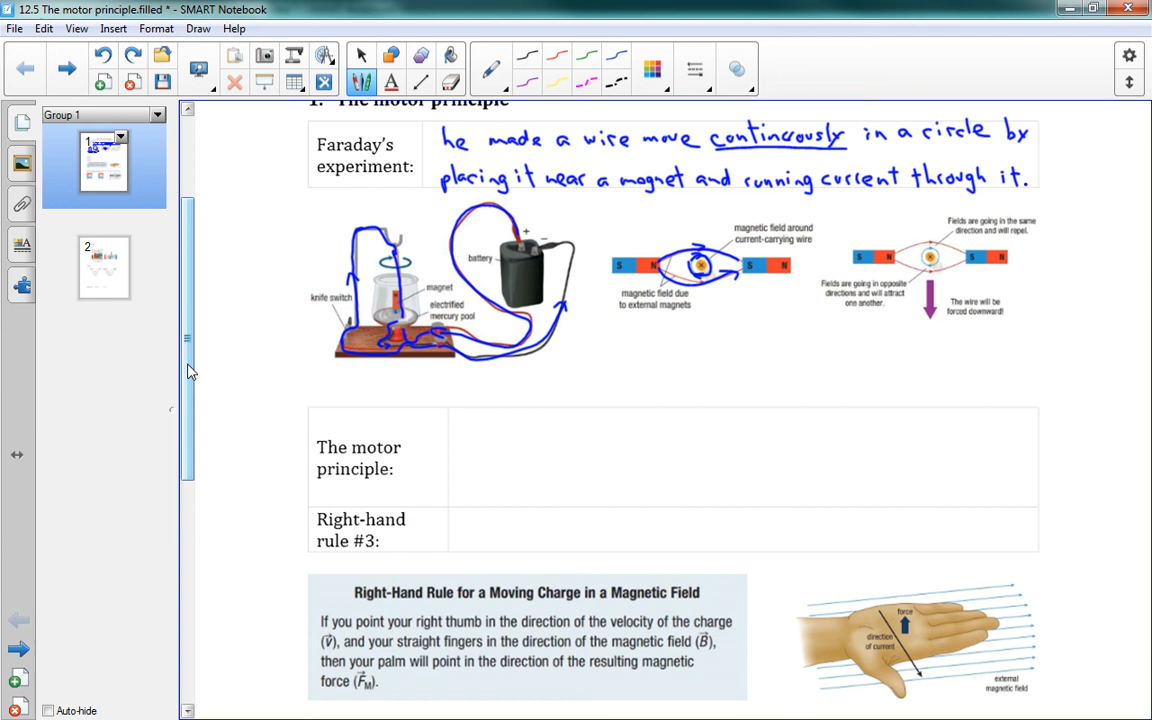 12.5 The motor principle.filled * - SMART Notebook
File Edit View Insert Format Tools Draw Help
Group 1
1
2
1. The motor principle
Faraday's
experiment:
he made a wire move continuously in a circle by
placing it near a magnet and running current through it.
knife switch
magnet
electrified
mercury pool
battery
+
−
magnetic field around
current-carrying wire
S N
S N
magnetic field due
to external magnets
Fields are going in the same
direction and will repel.
S N
S N
Fields are going in opposite
directions and will attract
one another.
The wire will be
forced downward!
The motor
principle:
Right-hand
rule #3:
Right-Hand Rule for a Moving Charge in a Magnetic Field
If you point your right thumb in the direction of the velocity of the charge
(v⃗), and your straight fingers in the direction of the magnetic field (B⃗),
then your palm will point in the direction of the resulting magnetic
force (F⃗M).
force
direction
of current
external
magnetic field
Auto-hide